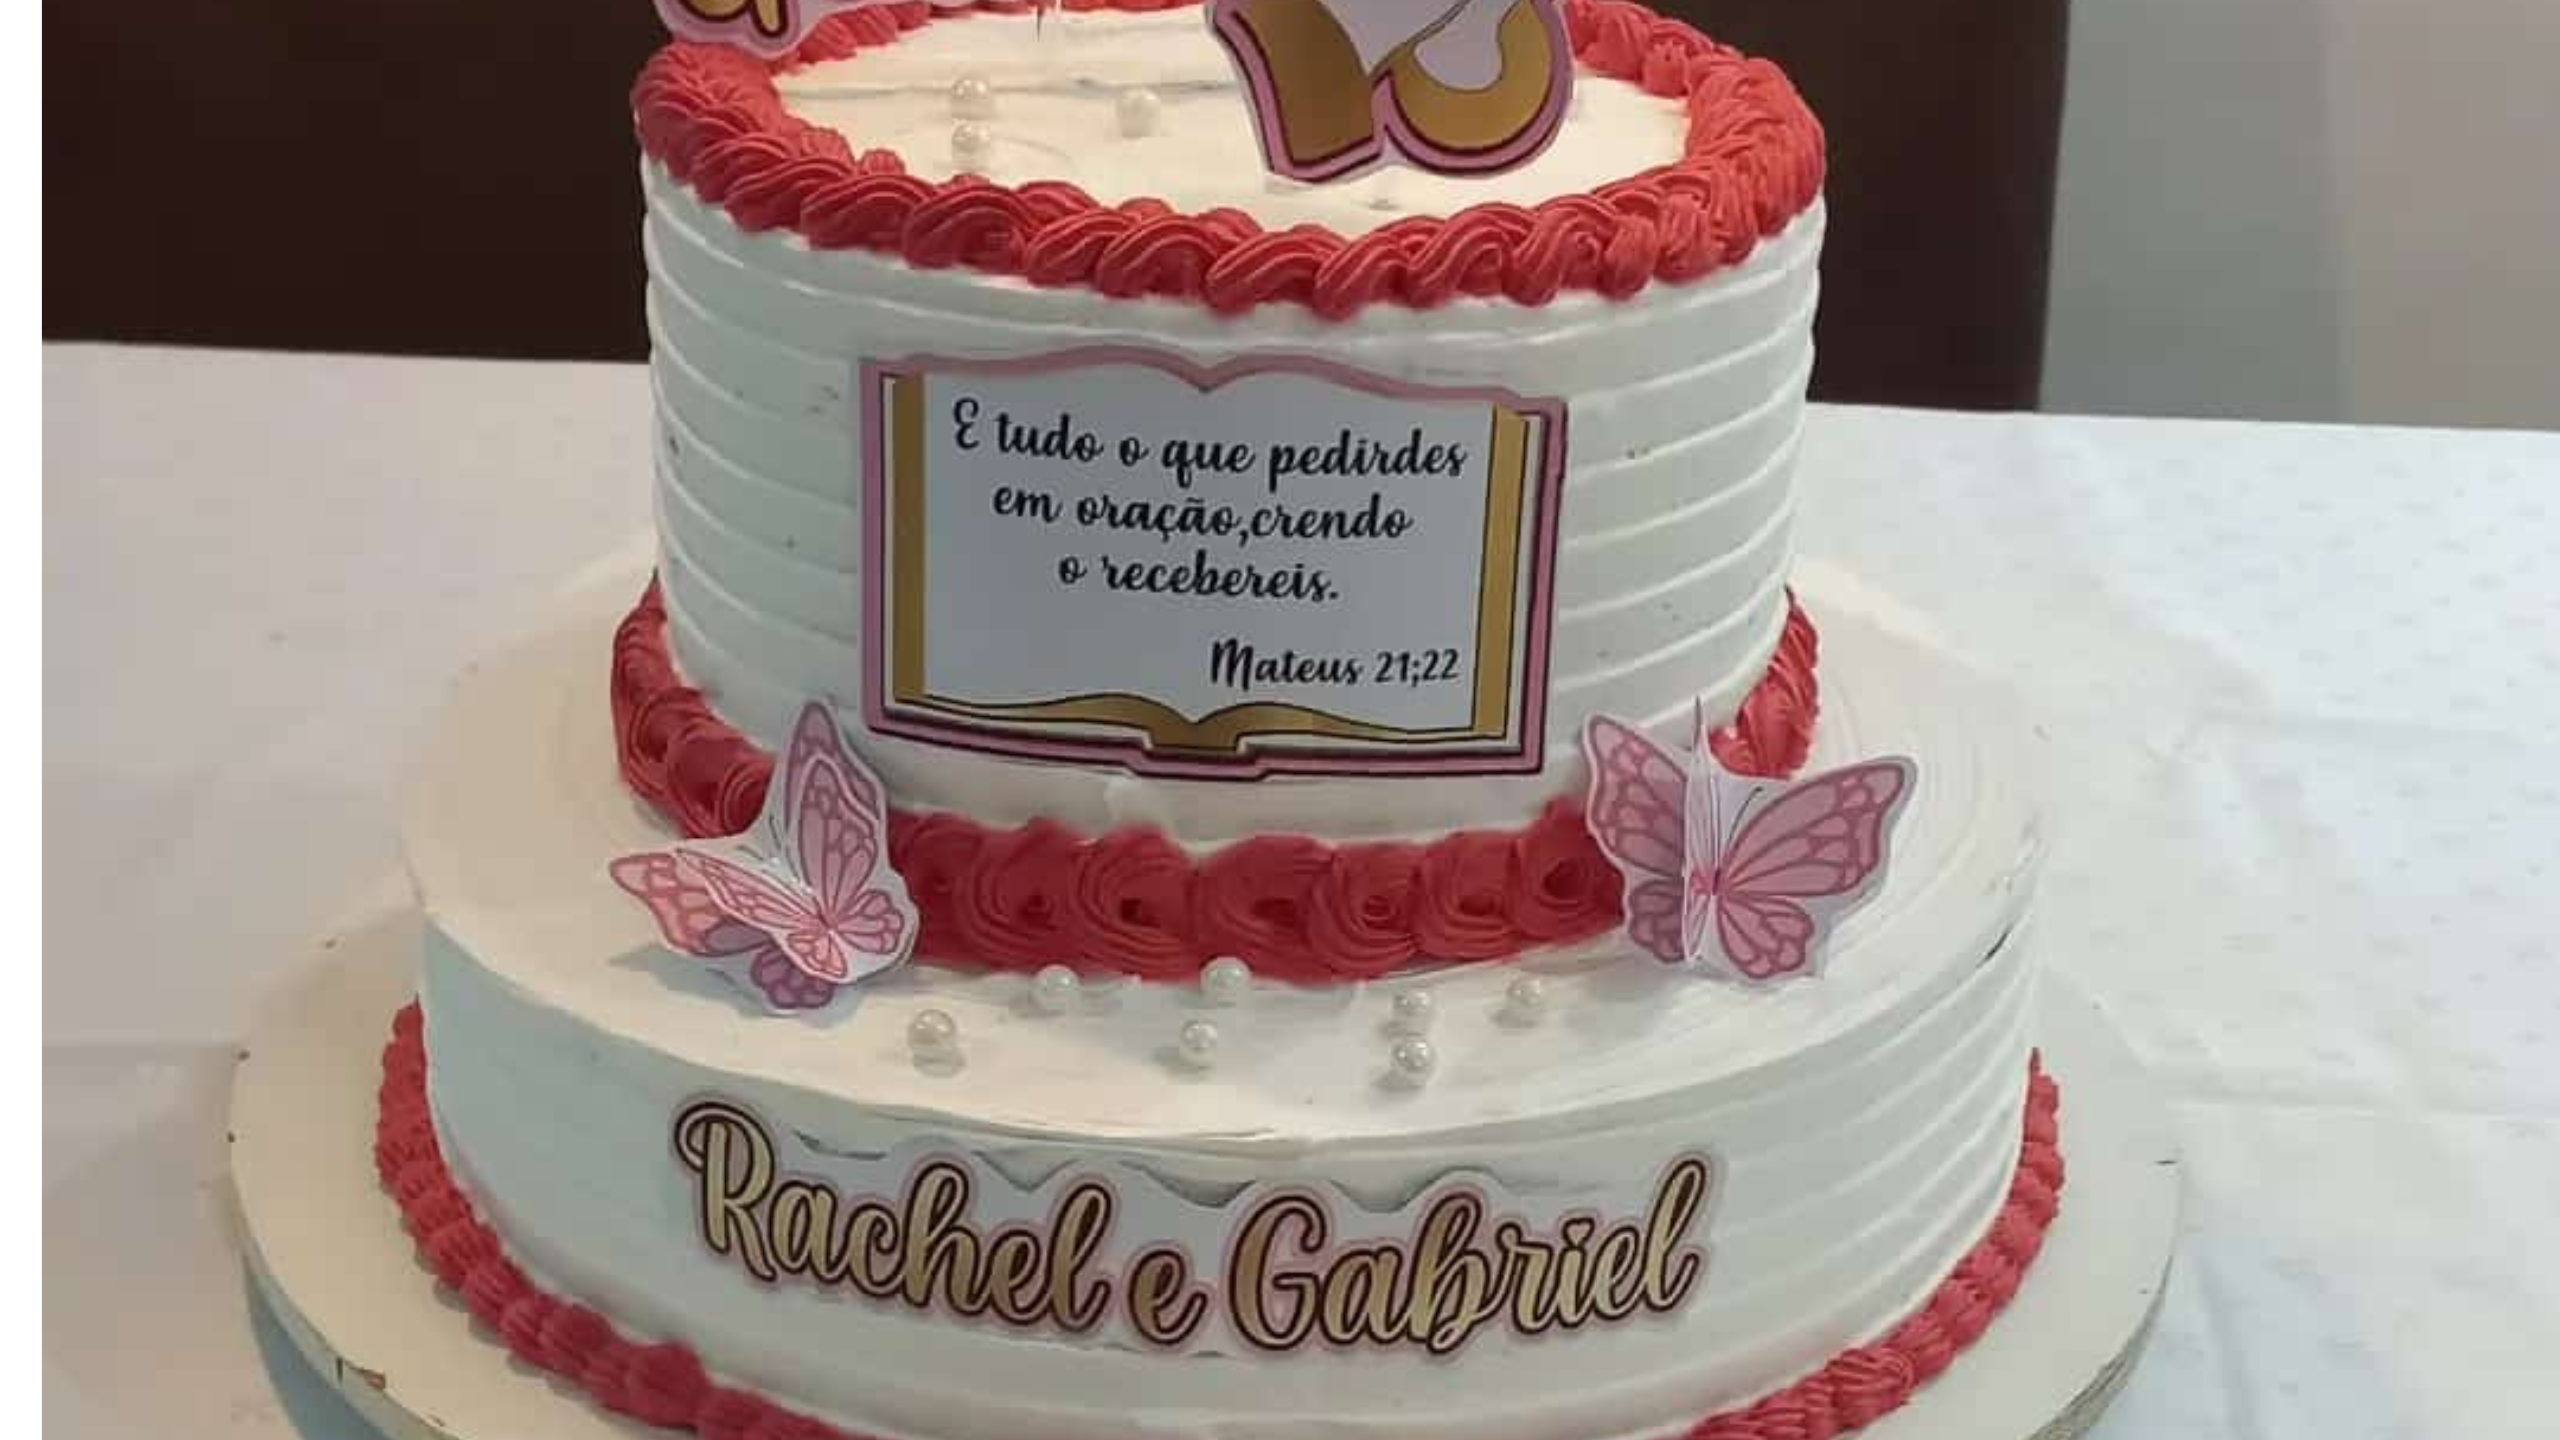 E tudo o que pedirdes
em oração,crendo
o recebereis.
Mateus 21;22
Rachel e Gabriel